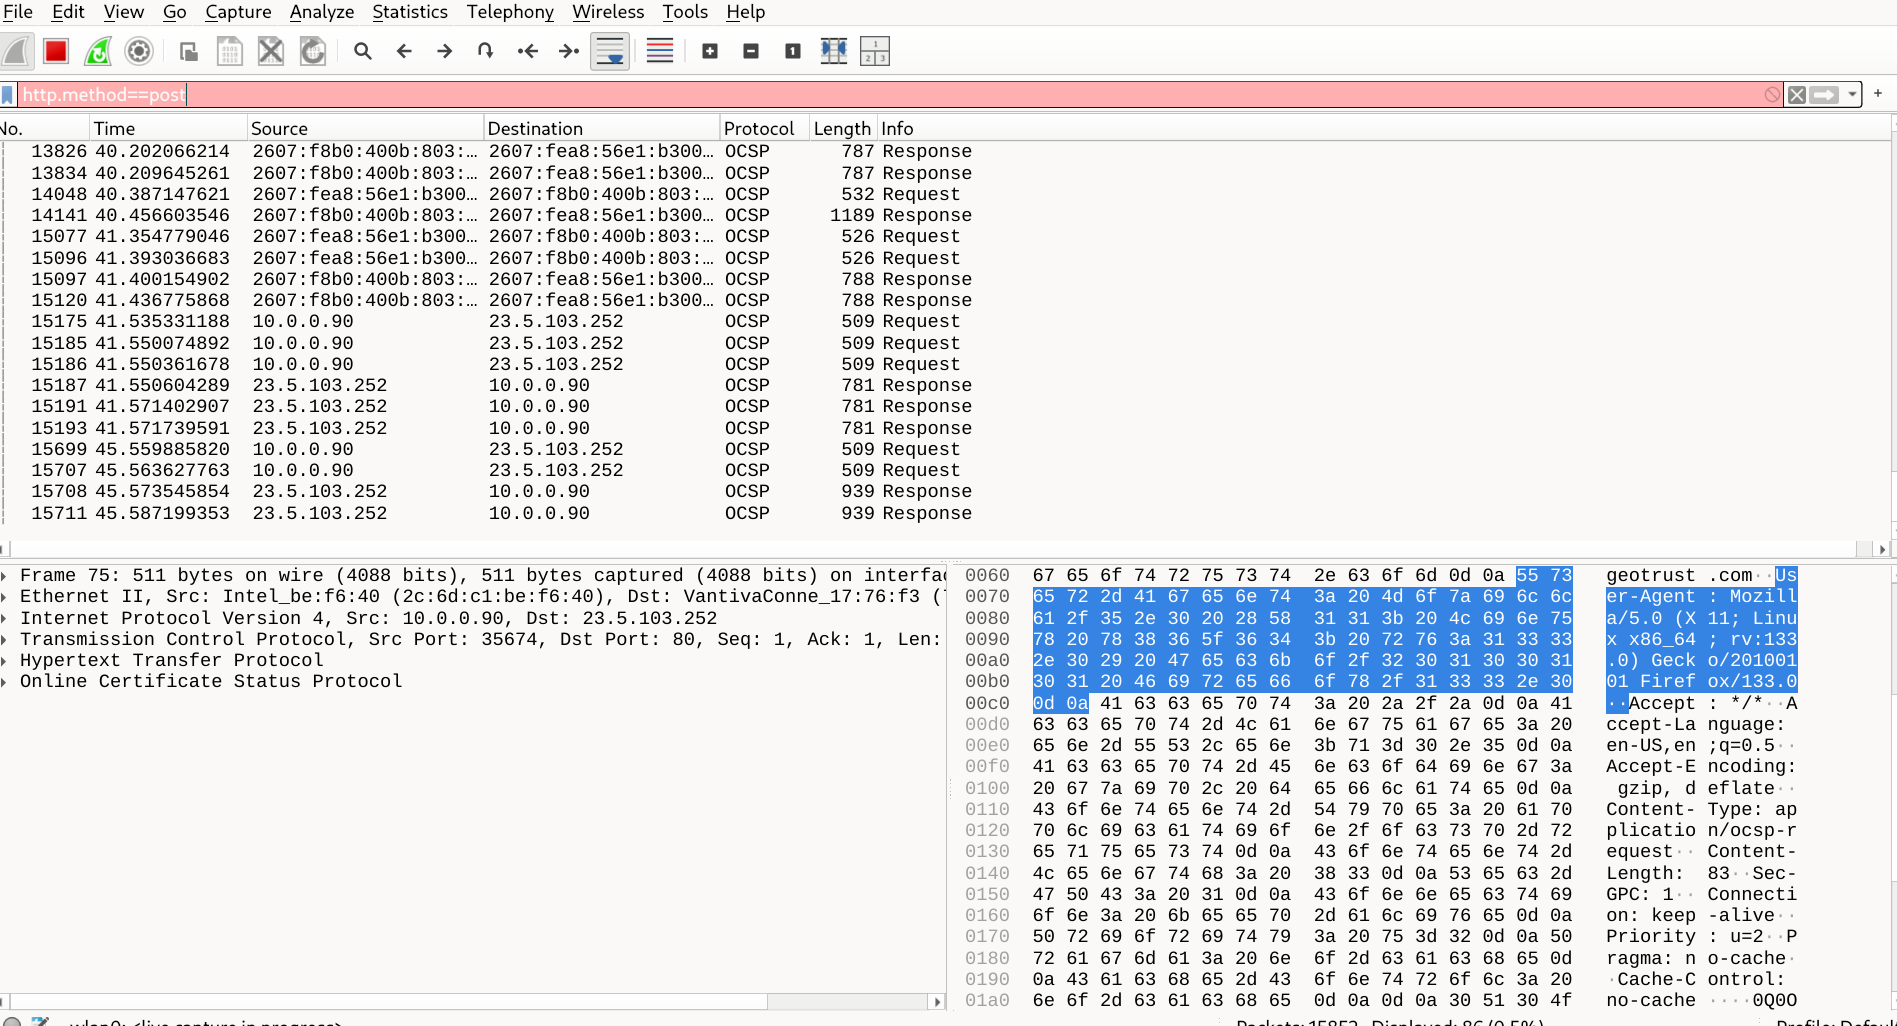 File Edit View Go Capture Analyze Statistics Telephony Wireless Tools Help
http.method==post
No. Time Source Destination Protocol Length Info
13826 40.202066214 2607:f8b0:400b:803:… 2607:fea8:56e1:b300… OCSP 787 Response
13834 40.209645261 2607:f8b0:400b:803:… 2607:fea8:56e1:b300… OCSP 787 Response
14048 40.387147621 2607:fea8:56e1:b300… 2607:f8b0:400b:803:… OCSP 532 Request
14141 40.456603546 2607:f8b0:400b:803:… 2607:fea8:56e1:b300… OCSP 1189 Response
15077 41.354779046 2607:fea8:56e1:b300… 2607:f8b0:400b:803:… OCSP 526 Request
15096 41.393036683 2607:fea8:56e1:b300… 2607:f8b0:400b:803:… OCSP 526 Request
15097 41.400154902 2607:f8b0:400b:803:… 2607:fea8:56e1:b300… OCSP 788 Response
15120 41.436775868 2607:f8b0:400b:803:… 2607:fea8:56e1:b300… OCSP 788 Response
15175 41.535331188 10.0.0.90 23.5.103.252 OCSP 509 Request
15185 41.550074892 10.0.0.90 23.5.103.252 OCSP 509 Request
15186 41.550361678 10.0.0.90 23.5.103.252 OCSP 509 Request
15187 41.550604289 23.5.103.252 10.0.0.90 OCSP 781 Response
15191 41.571402907 23.5.103.252 10.0.0.90 OCSP 781 Response
15193 41.571739591 23.5.103.252 10.0.0.90 OCSP 781 Response
15699 45.559885820 10.0.0.90 23.5.103.252 OCSP 509 Request
15707 45.563627763 10.0.0.90 23.5.103.252 OCSP 509 Request
15708 45.573545854 23.5.103.252 10.0.0.90 OCSP 939 Response
15711 45.587199353 23.5.103.252 10.0.0.90 OCSP 939 Response
Frame 75: 511 bytes on wire (4088 bits), 511 bytes captured (4088 bits) on interfac
Ethernet II, Src: Intel_be:f6:40 (2c:6d:c1:be:f6:40), Dst: VantivaConne_17:76:f3 (
Internet Protocol Version 4, Src: 10.0.0.90, Dst: 23.5.103.252
Transmission Control Protocol, Src Port: 35674, Dst Port: 80, Seq: 1, Ack: 1, Len:
Hypertext Transfer Protocol
Online Certificate Status Protocol
0060 67 65 6f 74 72 75 73 74 2e 63 6f 6d 0d 0a 55 73 geotrust .com··Us
0070 65 72 2d 41 67 65 6e 74 3a 20 4d 6f 7a 69 6c 6c er-Agent : Mozill
0080 61 2f 35 2e 30 20 28 58 31 31 3b 20 4c 69 6e 75 a/5.0 (X 11; Linu
0090 78 20 78 38 36 5f 36 34 3b 20 72 76 3a 31 33 33 x x86_64 ; rv:133
00a0 2e 30 29 20 47 65 63 6b 6f 2f 32 30 31 30 30 31 .0) Geck o/201001
00b0 30 31 20 46 69 72 65 66 6f 78 2f 31 33 33 2e 30 01 Firef ox/133.0
00c0 0d 0a 41 63 63 65 70 74 3a 20 2a 2f 2a 0d 0a 41 ··Accept : */*··A
00d0 63 63 65 70 74 2d 4c 61 6e 67 75 61 67 65 3a 20 ccept-La nguage:
00e0 65 6e 2d 55 53 2c 65 6e 3b 71 3d 30 2e 35 0d 0a en-US,en ;q=0.5··
00f0 41 63 63 65 70 74 2d 45 6e 63 6f 64 69 6e 67 3a Accept-E ncoding:
0100 20 67 7a 69 70 2c 20 64 65 66 6c 61 74 65 0d 0a gzip, d eflate··
0110 43 6f 6e 74 65 6e 74 2d 54 79 70 65 3a 20 61 70 Content- Type: ap
0120 70 6c 69 63 61 74 69 6f 6e 2f 6f 63 73 70 2d 72 plicatio n/ocsp-r
0130 65 71 75 65 73 74 0d 0a 43 6f 6e 74 65 6e 74 2d equest·· Content-
0140 4c 65 6e 67 74 68 3a 20 38 33 0d 0a 53 65 63 2d Length: 83··Sec-
0150 47 50 43 3a 20 31 0d 0a 43 6f 6e 6e 65 63 74 69 GPC: 1·· Connecti
0160 6f 6e 3a 20 6b 65 65 70 2d 61 6c 69 76 65 0d 0a on: keep -alive··
0170 50 72 69 6f 72 69 74 79 3a 20 75 3d 32 0d 0a 50 Priority : u=2··P
0180 72 61 67 6d 61 3a 20 6e 6f 2d 63 61 63 68 65 0d ragma: n o-cache·
0190 0a 43 61 63 68 65 2d 43 6f 6e 74 72 6f 6c 3a 20 ·Cache-C ontrol:
01a0 6e 6f 2d 63 61 63 68 65 0d 0a 0d 0a 30 51 30 4f no-cache ····0Q0O
wlan0: <live capture in progress> Packets: 15852 · Displayed: 86 (0.5%) Profile: Default